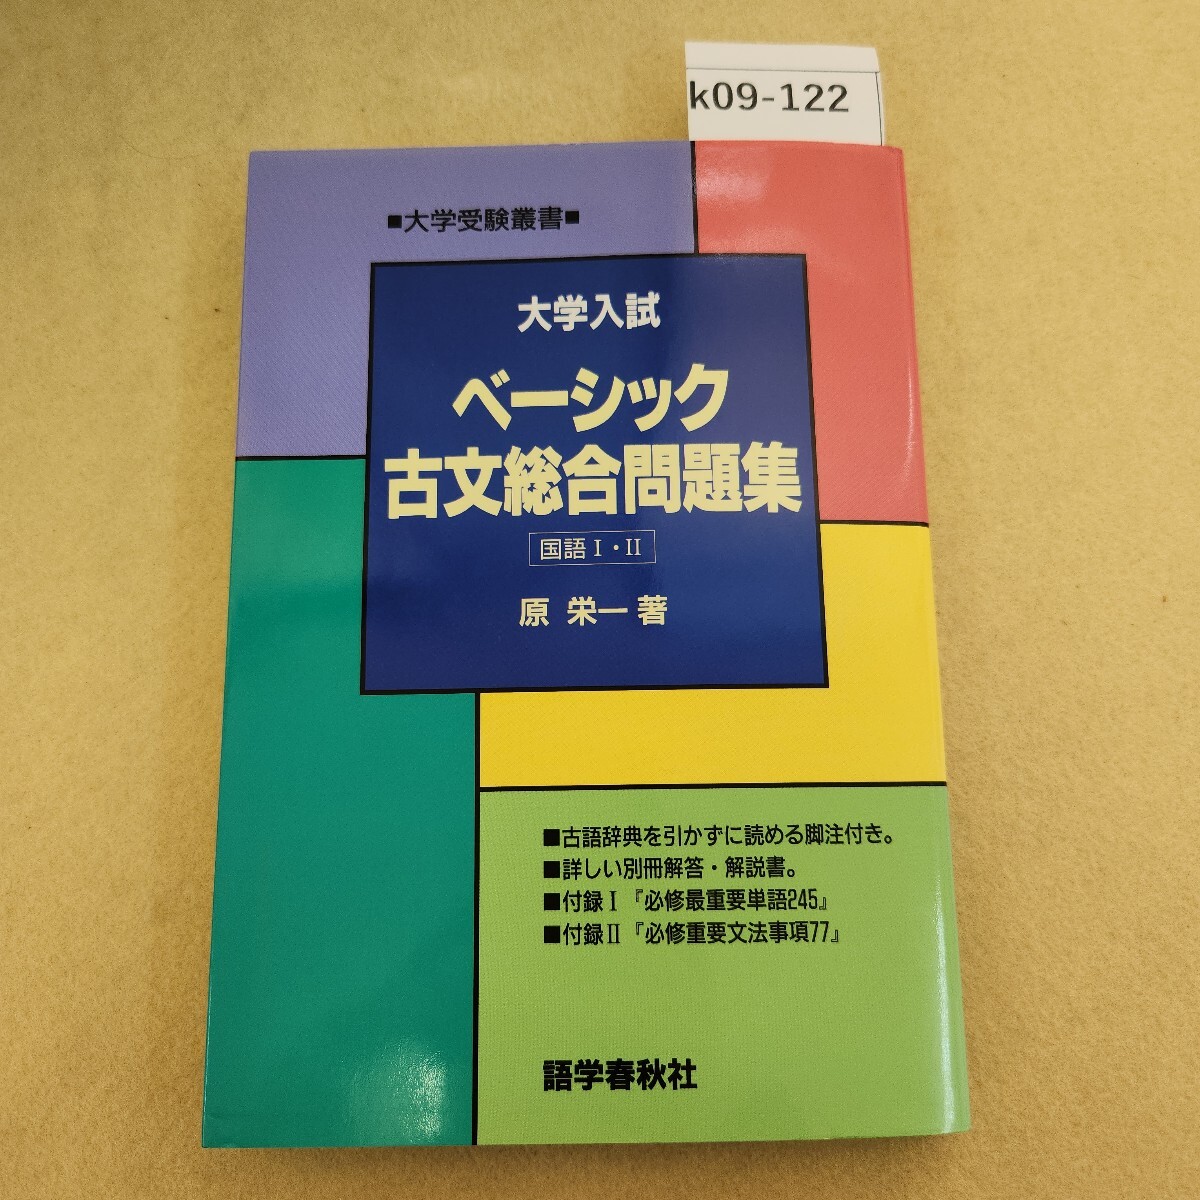 k09-122
■大学受験叢書■
大学入試
ベーシック
古文総合問題集
国語Ⅰ・Ⅱ
原 栄一 著
■古語辞典を引かずに読める脚注付き。
■詳しい別冊解答・解説書。
■付録Ⅰ『必修最重要単語245』
■付録Ⅱ『必修重要文法事項77』
語学春秋社